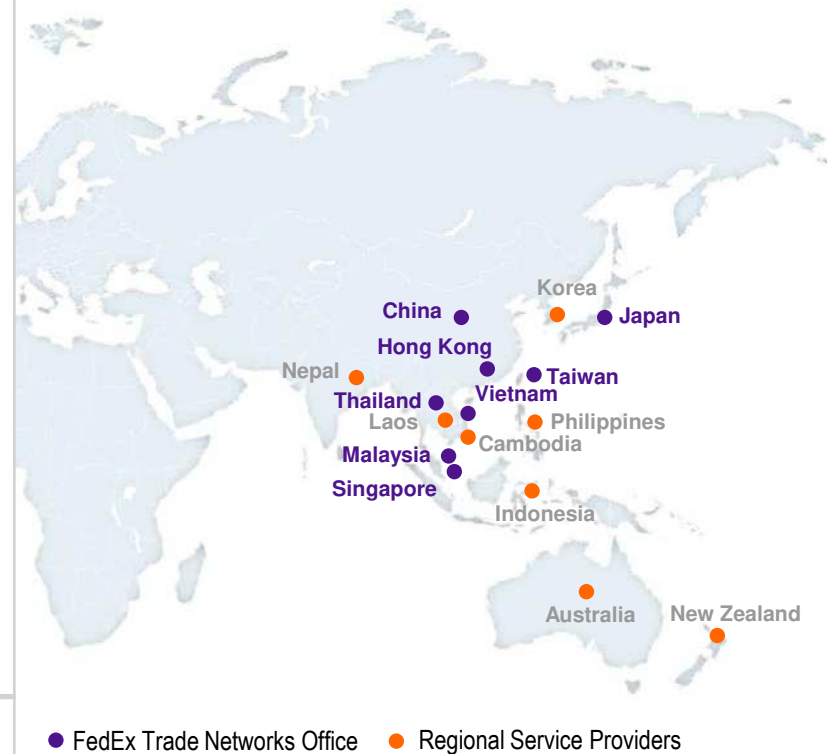 Korea
China
Japan
Hong Kong
Nepal
Taiwan
Thailand
Vietnam
Laos
Philippines
Cambodia
Malaysia
Singapore
Indonesia
Australia
New Zealand
FedEx Trade Networks Office
Regional Service Providers